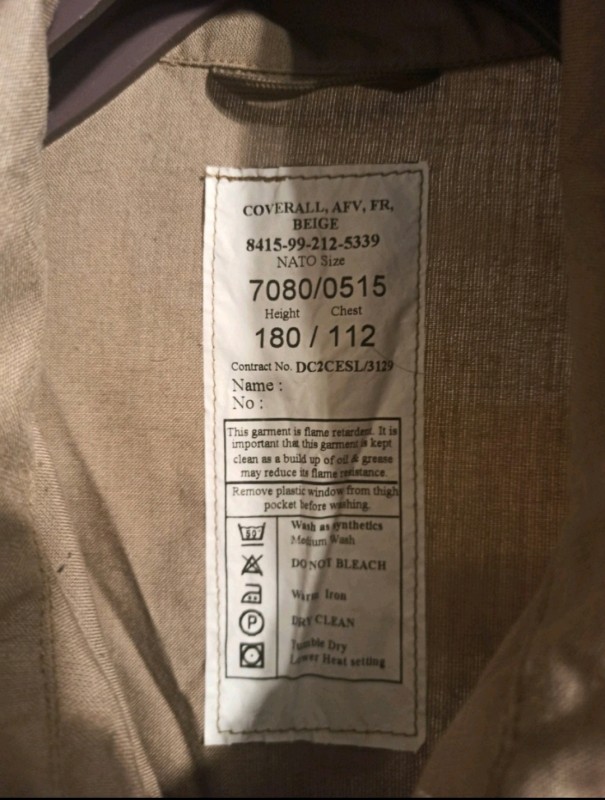 COVERALL, AFV, FR,
BEIGE
8415-99-212-5339
NATO Size
7080/0515
Height Chest
180 / 112
Contract No. DC2CESL/3129
Name :
No :
This garment is flame retardent. It is
important that this garment is kept
clean as a build up of oil & grease
may reduce its flame resistance.
Remove plastic window from thigh
pocket before washing.
Wash as synthetics
Medium Wash
DO NOT BLEACH
Warm Iron
P
DRY CLEAN
Tumble Dry
Lower Heat setting